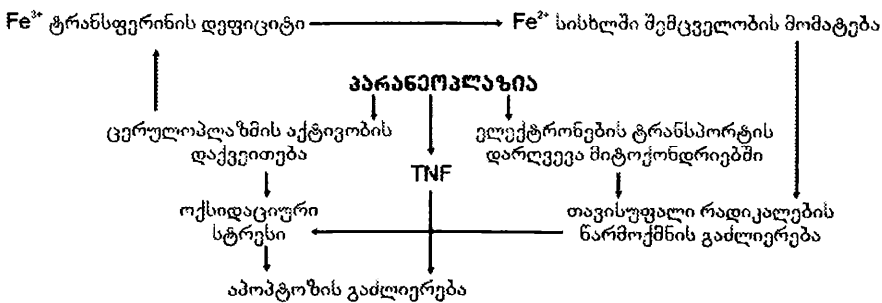 Fe³⁺ ტრანსფერინის დეფიციტი
Fe²⁺ სისხლში შემცველობის მომატება
პარანეოპლაზია
ცერულოპლაზმის აქტივობის
დაქვეითება
TNF
ელექტრონების ტრანსპორტის
დარღვევა მიტოქონდრიებში
ოქსიდაციური
სტრესი
თავისუფალი რადიკალების
წარმოქმნის გაძლიერება
აპოპტოზის გაძლიერება